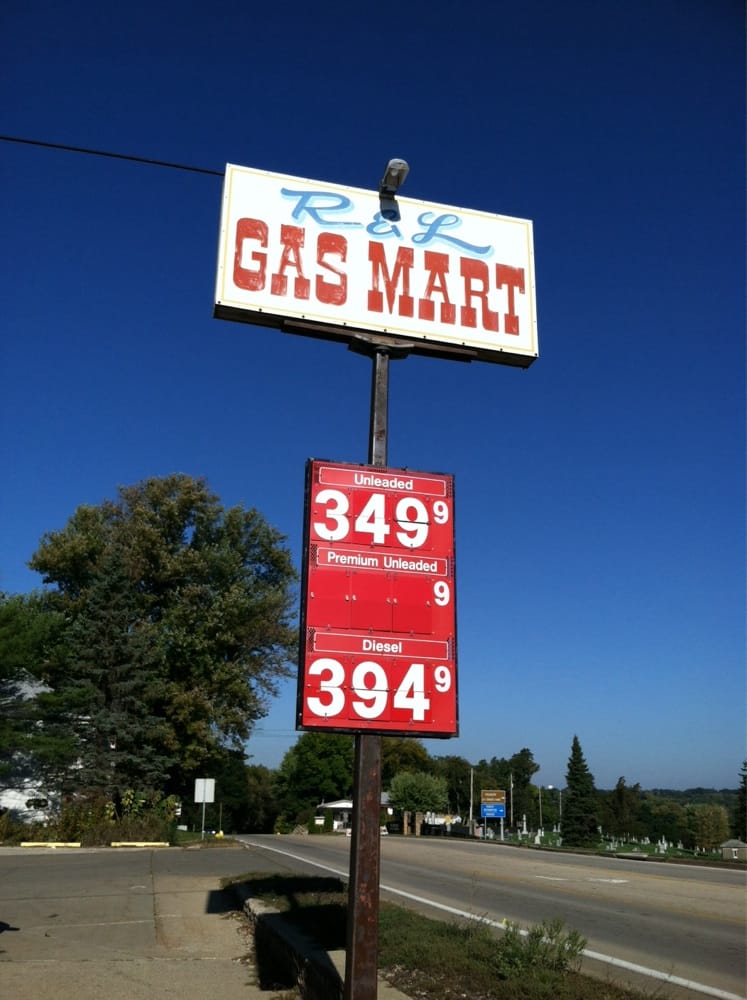 R & L
GAS MART
Unleaded
349 9
Premium Unleaded
9
Diesel
394 9